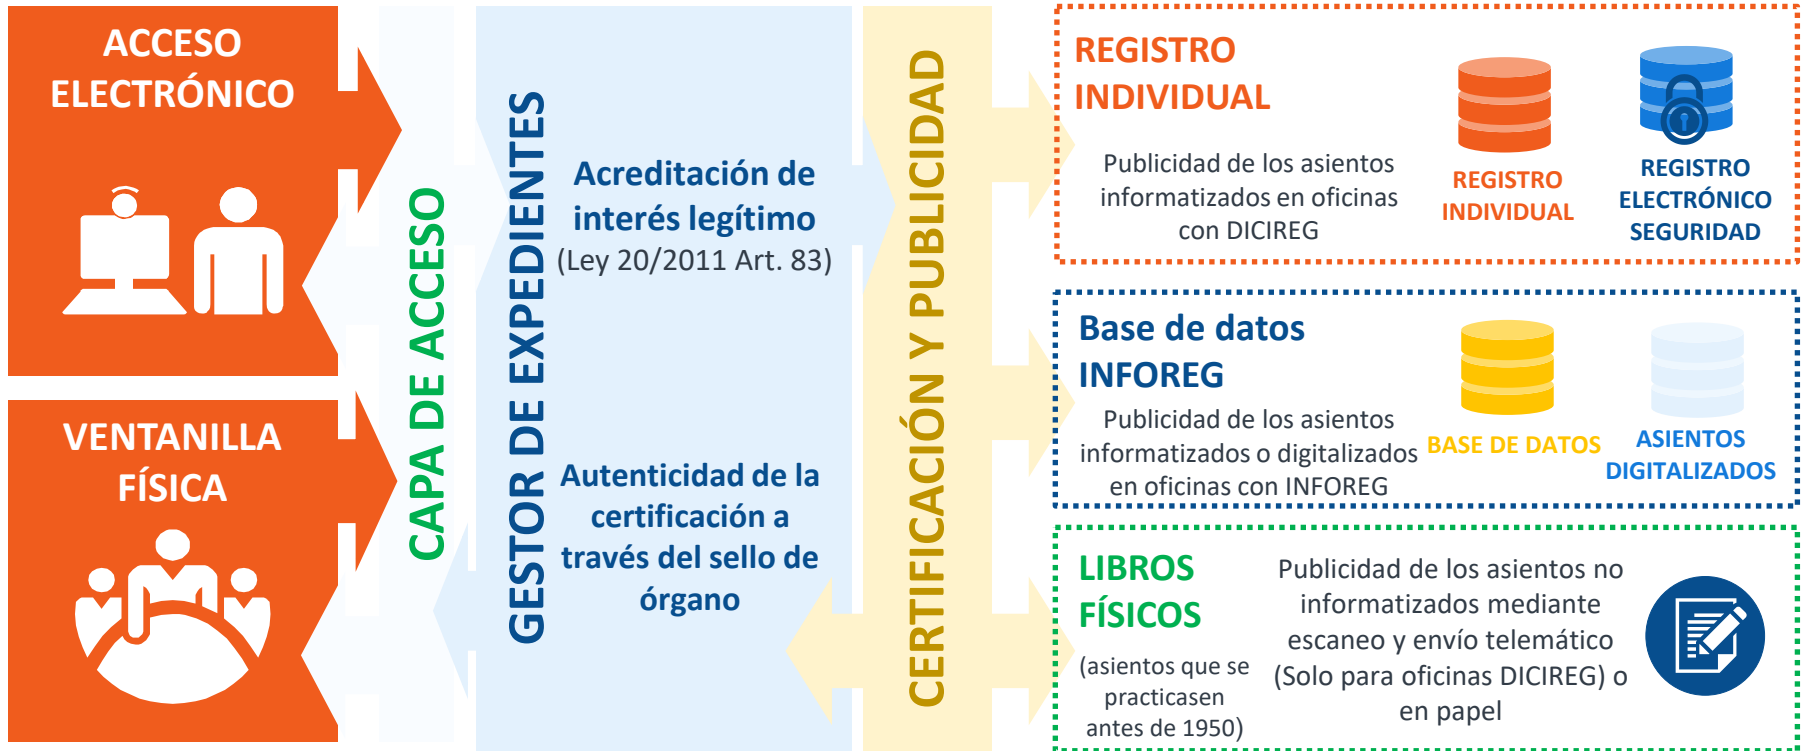 ACCESO
ELECTRÓNICO
VENTANILLA
FÍSICA
CAPA DE ACCESO
GESTOR DE EXPEDIENTES
Acreditación de
interés legítimo
(Ley 20/2011 Art. 83)
Autenticidad de la
certificación a
través del sello de
órgano
CERTIFICACIÓN Y PUBLICIDAD
REGISTRO
INDIVIDUAL
Publicidad de los asientos
informatizados en oficinas
con DICIREG
REGISTRO
INDIVIDUAL
REGISTRO
ELECTRÓNICO
SEGURIDAD
Base de datos
INFOREG
Publicidad de los asientos
informatizados o digitalizados
en oficinas con INFOREG
BASE DE DATOS
ASIENTOS
DIGITALIZADOS
LIBROS
FÍSICOS
(asientos que se
practicasen
antes de 1950)
Publicidad de los asientos no
informatizados mediante
escaneo y envío telemático
(Solo para oficinas DICIREG) o
en papel